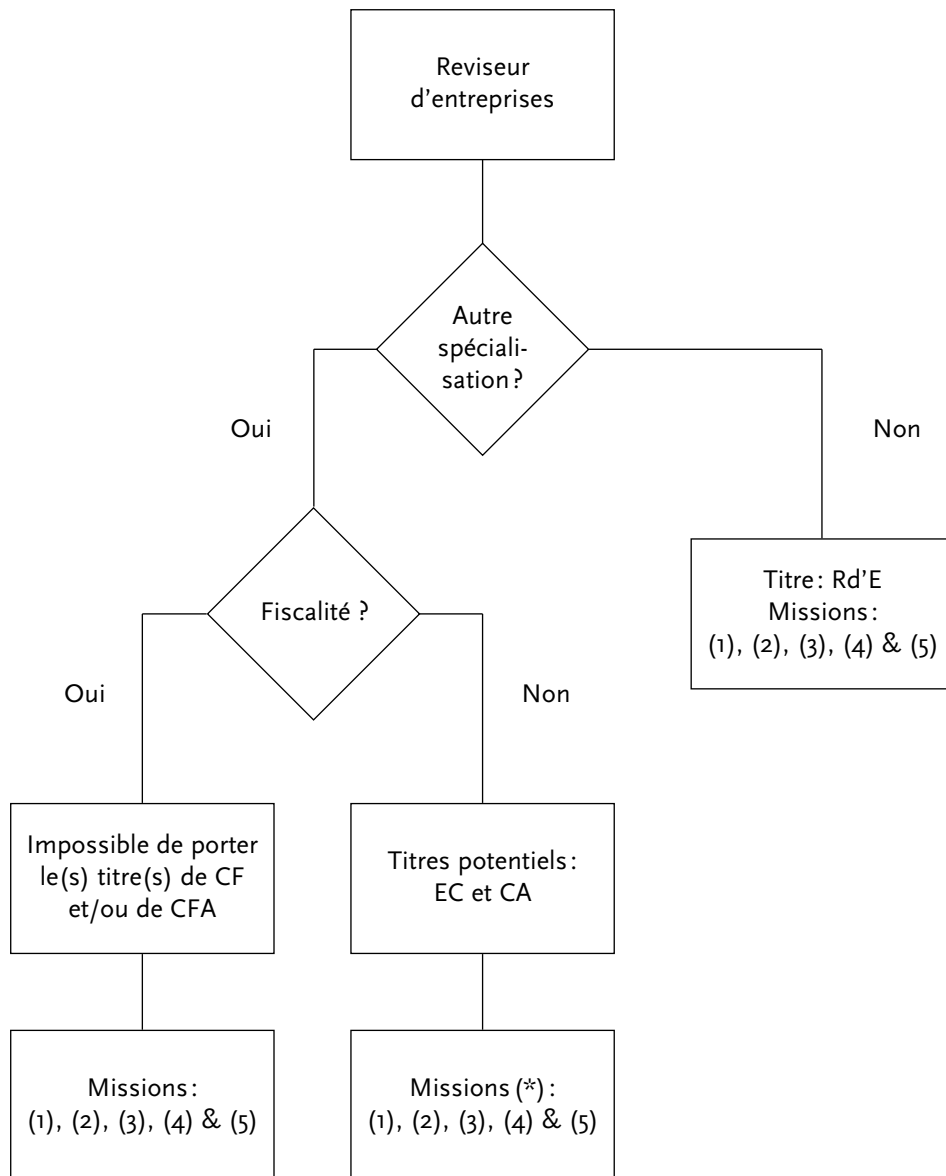 Reviseur
d’entreprises
Autre
spéciali-
sation ?
Oui
Non
Fiscalité ?
Titre : Rd’E
Missions :
(1), (2), (3), (4) & (5)
Oui
Non
Impossible de porter
le(s) titre(s) de CF
et/ou de CFA
Titres potentiels :
EC et CA
Missions :
(1), (2), (3), (4) & (5)
Missions (*) :
(1), (2), (3), (4) & (5)